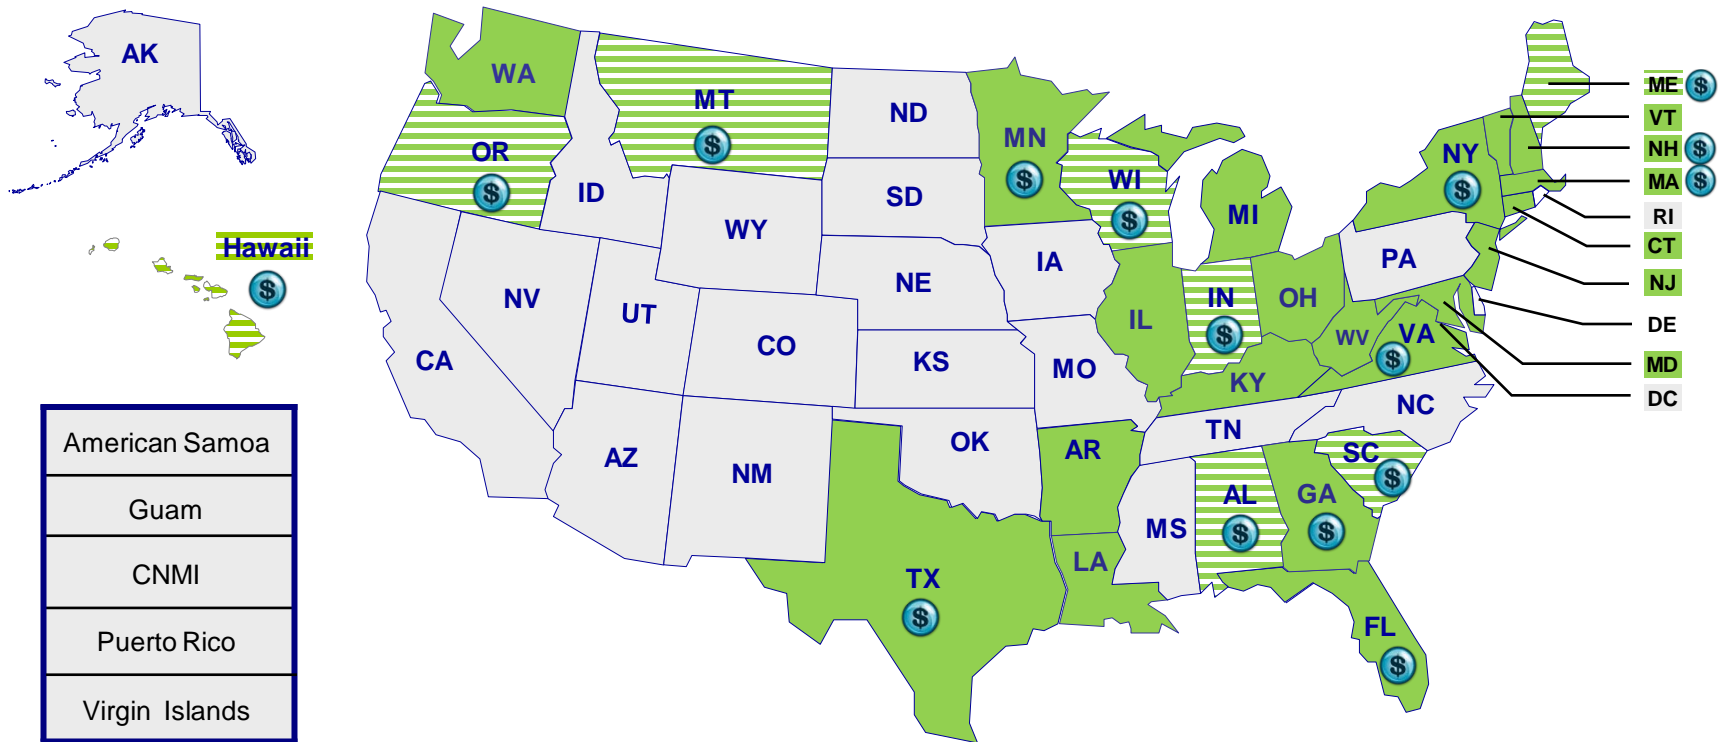 AK
WA
MT
$
ND
MN
$
OR
$
ID
SD
WI
$
MI
NY
$
ME $
VT
NH $
MA $
RI
CT
NJ
DE
MD
DC
Hawaii
$
WY
IA
PA
NV
UT
NE
IL
IN
$
OH
WV
VA
$
CA
CO
KS
MO
KY
NC
TN
AZ
NM
OK
AR
SC
$
MS
AL
$
GA
$
TX
$
LA
FL
$
American Samoa
Guam
CNMI
Puerto Rico
Virgin Islands